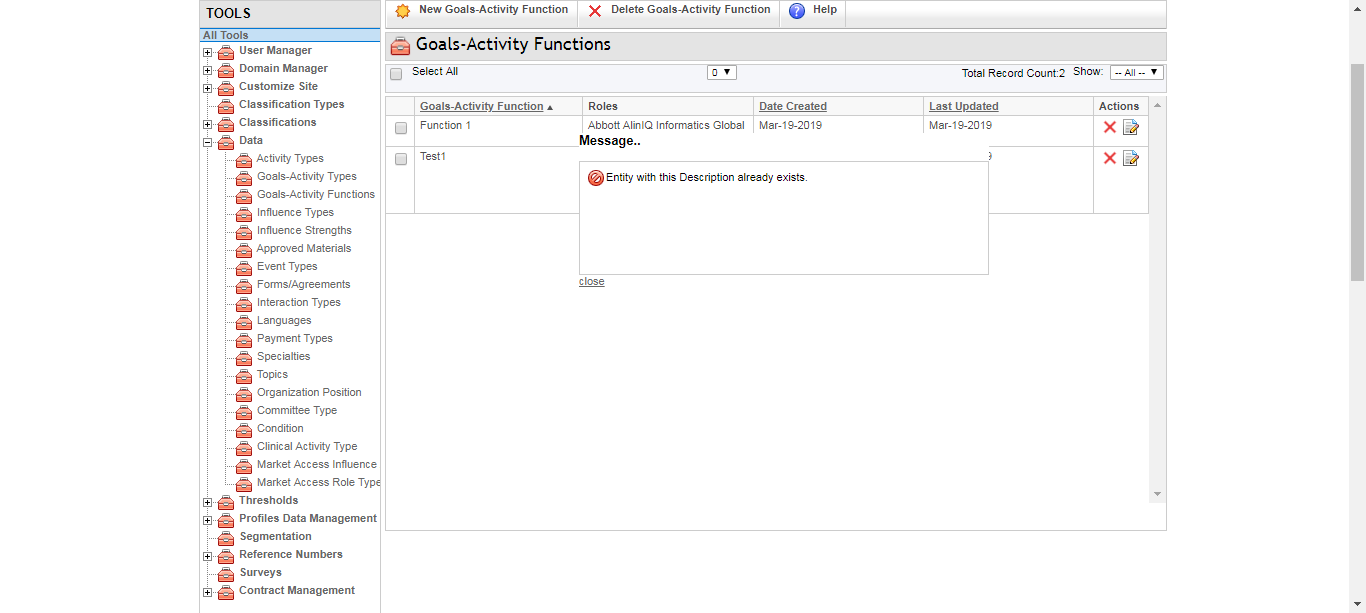 TOOLS
All Tools
User Manager
Domain Manager
Customize Site
Classification Types
Classifications
Data
Activity Types
Goals-Activity Types
Goals-Activity Functions
Influence Types
Influence Strengths
Approved Materials
Event Types
Forms/Agreements
Interaction Types
Languages
Payment Types
Specialties
Topics
Organization Position
Committee Type
Condition
Clinical Activity Type
Market Access Influence
Market Access Role Type
Thresholds
Profiles Data Management
Segmentation
Reference Numbers
Surveys
Contract Management
New Goals-Activity Function Delete Goals-Activity Function Help
Goals-Activity Functions
Select All 0 Total Record Count:2 Show: -- All --
Goals-Activity Function Roles Date Created Last Updated Actions
Function 1 Abbott AlinIQ Informatics Global Mar-19-2019 Mar-19-2019
Test1
Message..
Entity with this Description already exists.
close